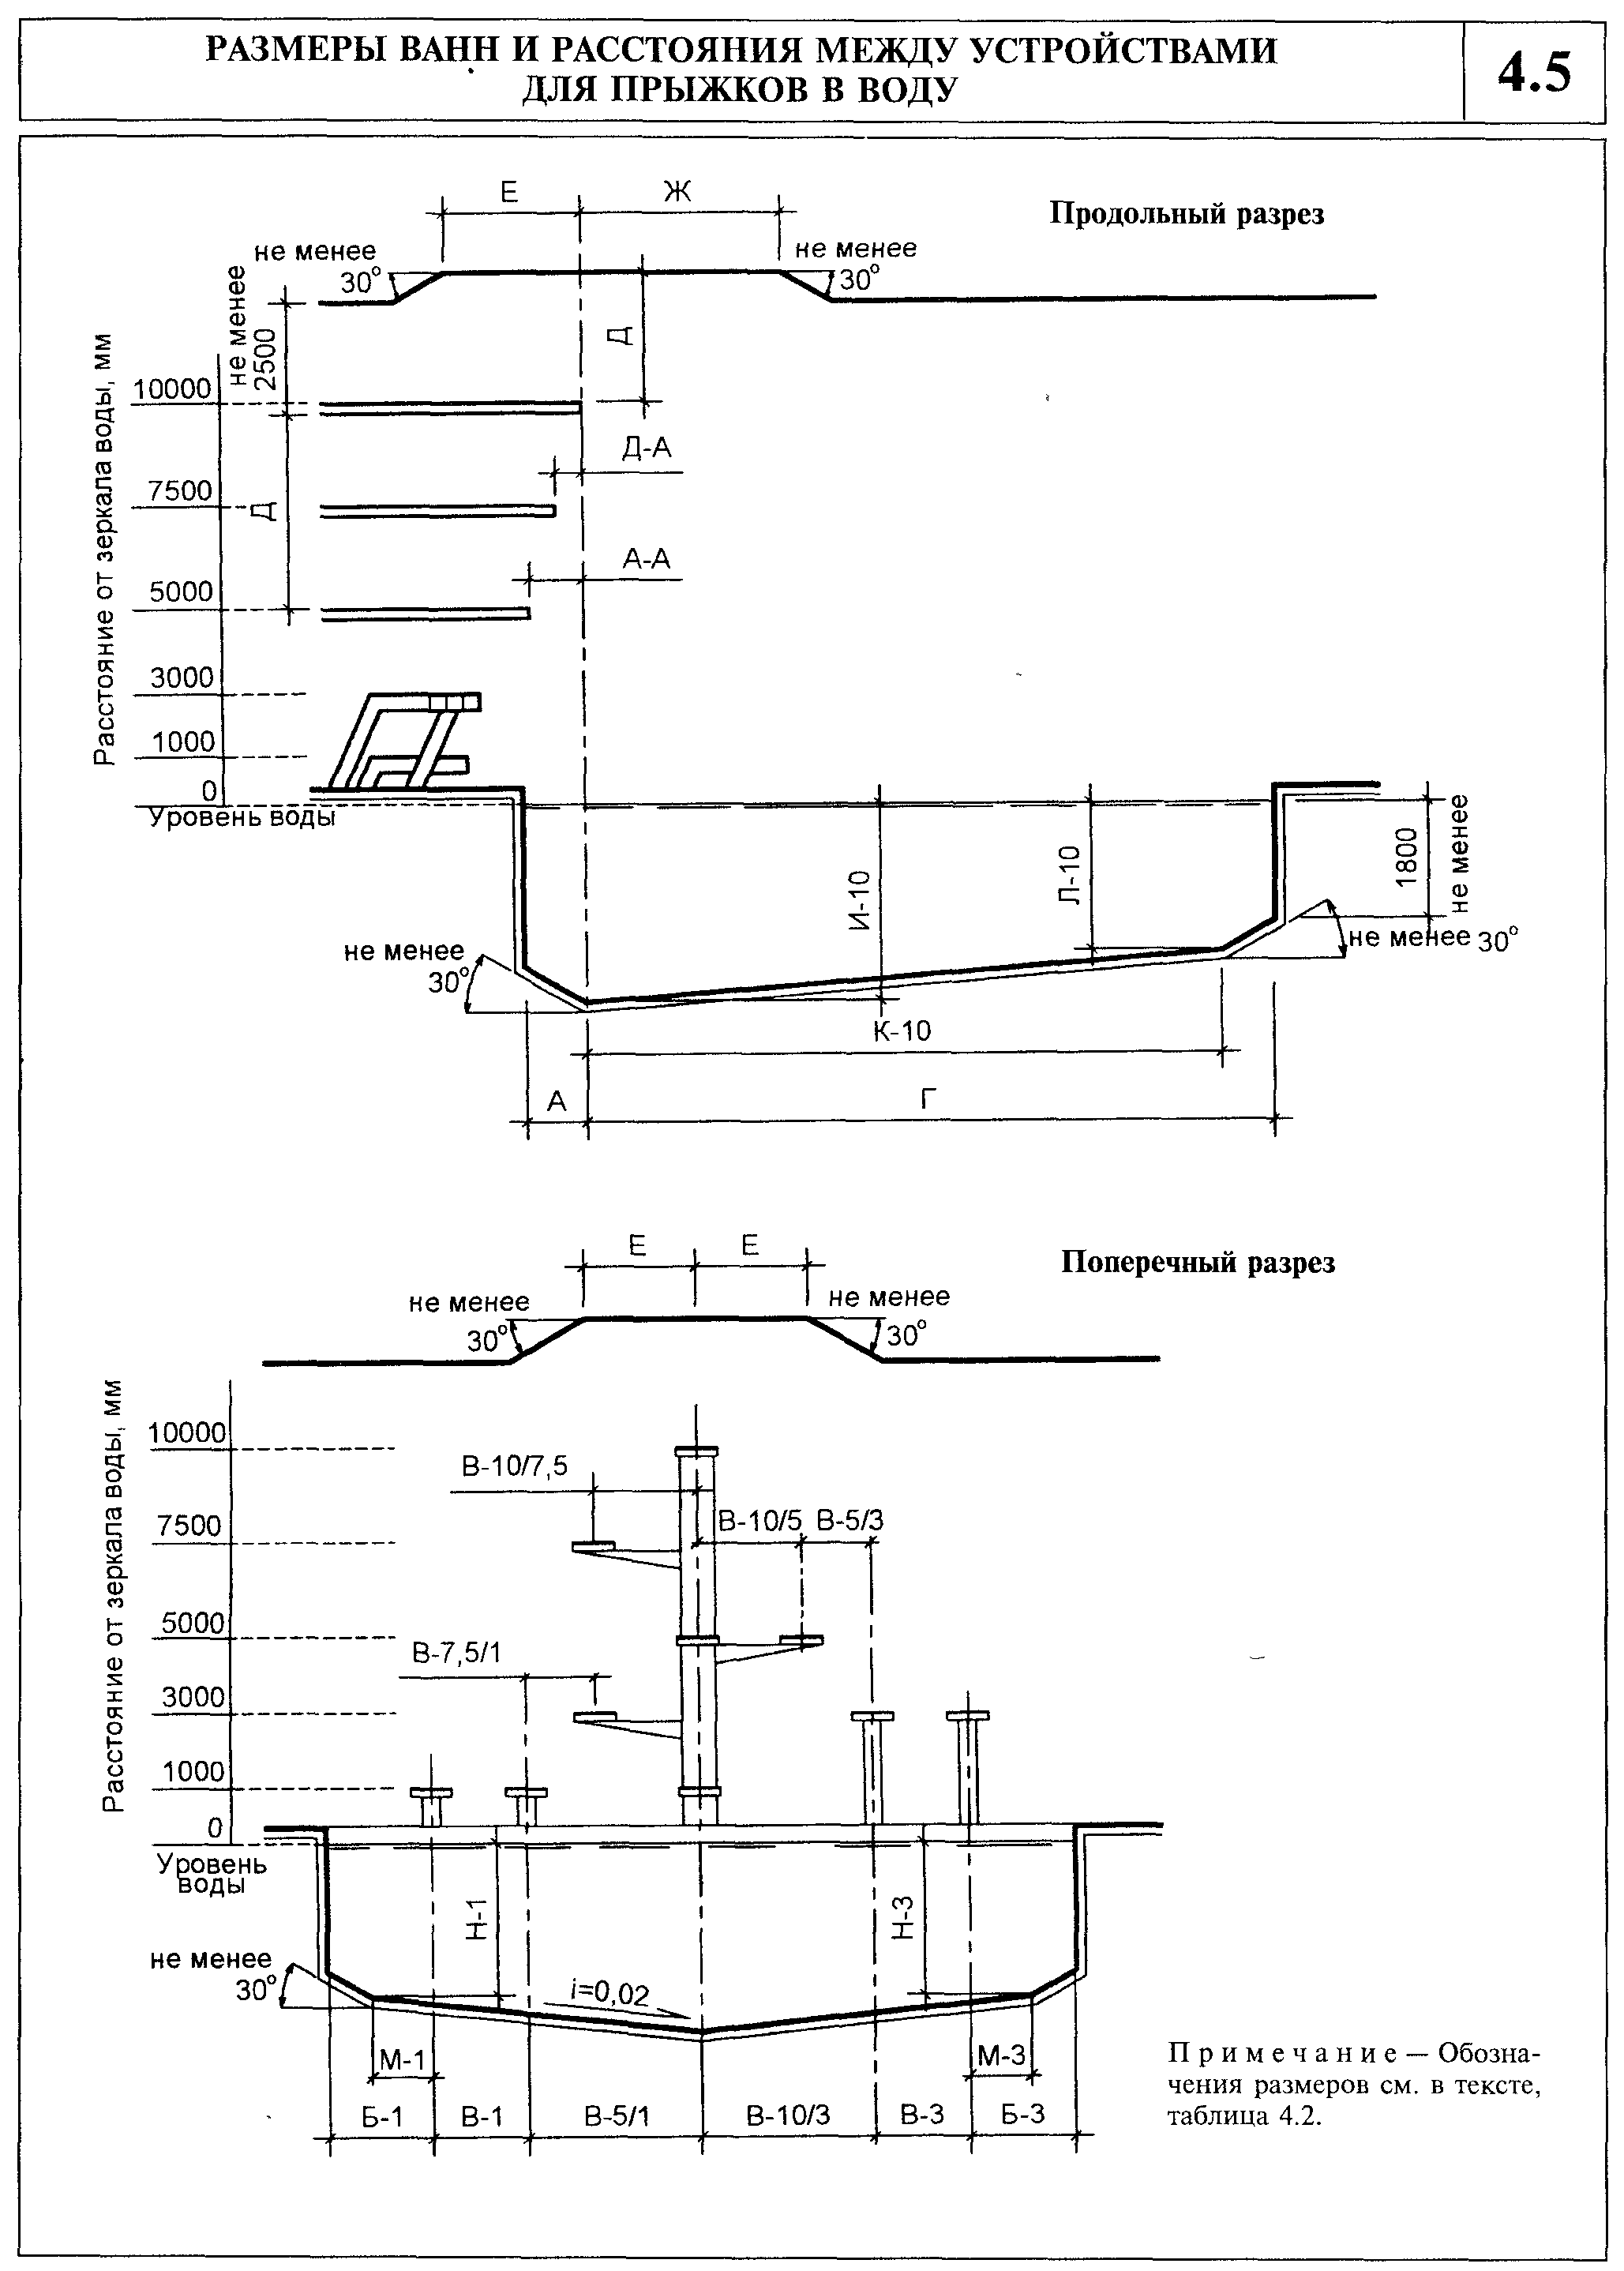 РАЗМЕРЫ ВАНН И РАССТОЯНИЯ МЕЖДУ УСТРОЙСТВАМИ
ДЛЯ ПРЫЖКОВ В ВОДУ
4.5
Продольный разрез
Е
Ж
не менее
30°
не менее
30°
не менее
2500
Д
Расстояние от зеркала воды, мм
10000
7500
5000
3000
1000
0
Уровень воды
Д
Д-А
А-А
И-10
Л-10
1800
не менее
не менее
30°
не менее 30°
К-10
А
Г
Поперечный разрез
Е
Е
не менее
30°
не менее
30°
Расстояние от зеркала воды, мм
10000
7500
5000
3000
1000
0
Уровень
воды
В-10/7,5
В-10/5
В-5/3
В-7,5/1
Н-1
Н-3
не менее
30°
i=0,02
М-1
М-3
Б-1
В-1
В-5/1
В-10/3
В-3
Б-3
Примечание — Обозна-
чения размеров см. в тексте,
таблица 4.2.